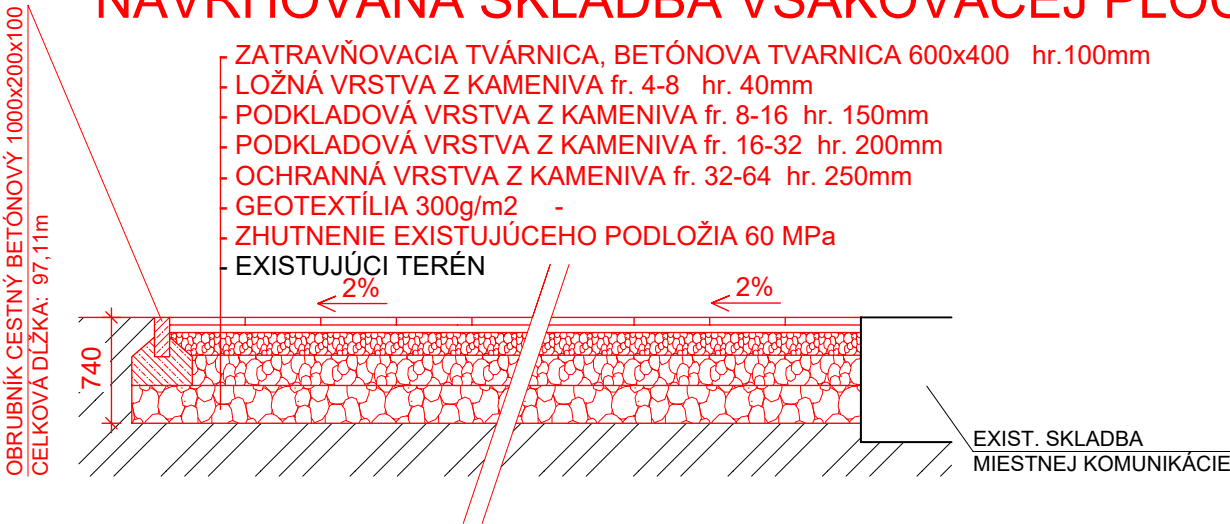 NAVRHOVANÁ SKLADBA VSAKOVACEJ
- ZATRAVŇOVACIA TVÁRNICA, BETÓNOVA TVARNICA 600x400 hr.100mm
- LOŽNÁ VRSTVA Z KAMENIVA fr. 4-8 hr. 40mm
- PODKLADOVÁ VRSTVA Z KAMENIVA fr. 8-16 hr. 150mm
- PODKLADOVÁ VRSTVA Z KAMENIVA fr. 16-32 hr. 200mm
- OCHRANNÁ VRSTVA Z KAMENIVA fr. 32-64 hr. 250mm
- GEOTEXTÍLIA 300g/m2 -
- ZHUTNENIE EXISTUJÚCEHO PODLOŽIA 60 MPa
- EXISTUJÚCI TERÉN
2%
2%
OBRUBNÍK CESTNÝ BETÓNOVÝ 1000x200x100
CELKOVÁ DĹŽKA: 97,11m
740
EXIST. SKLADBA
MIESTNEJ KOMUNIKÁCIE